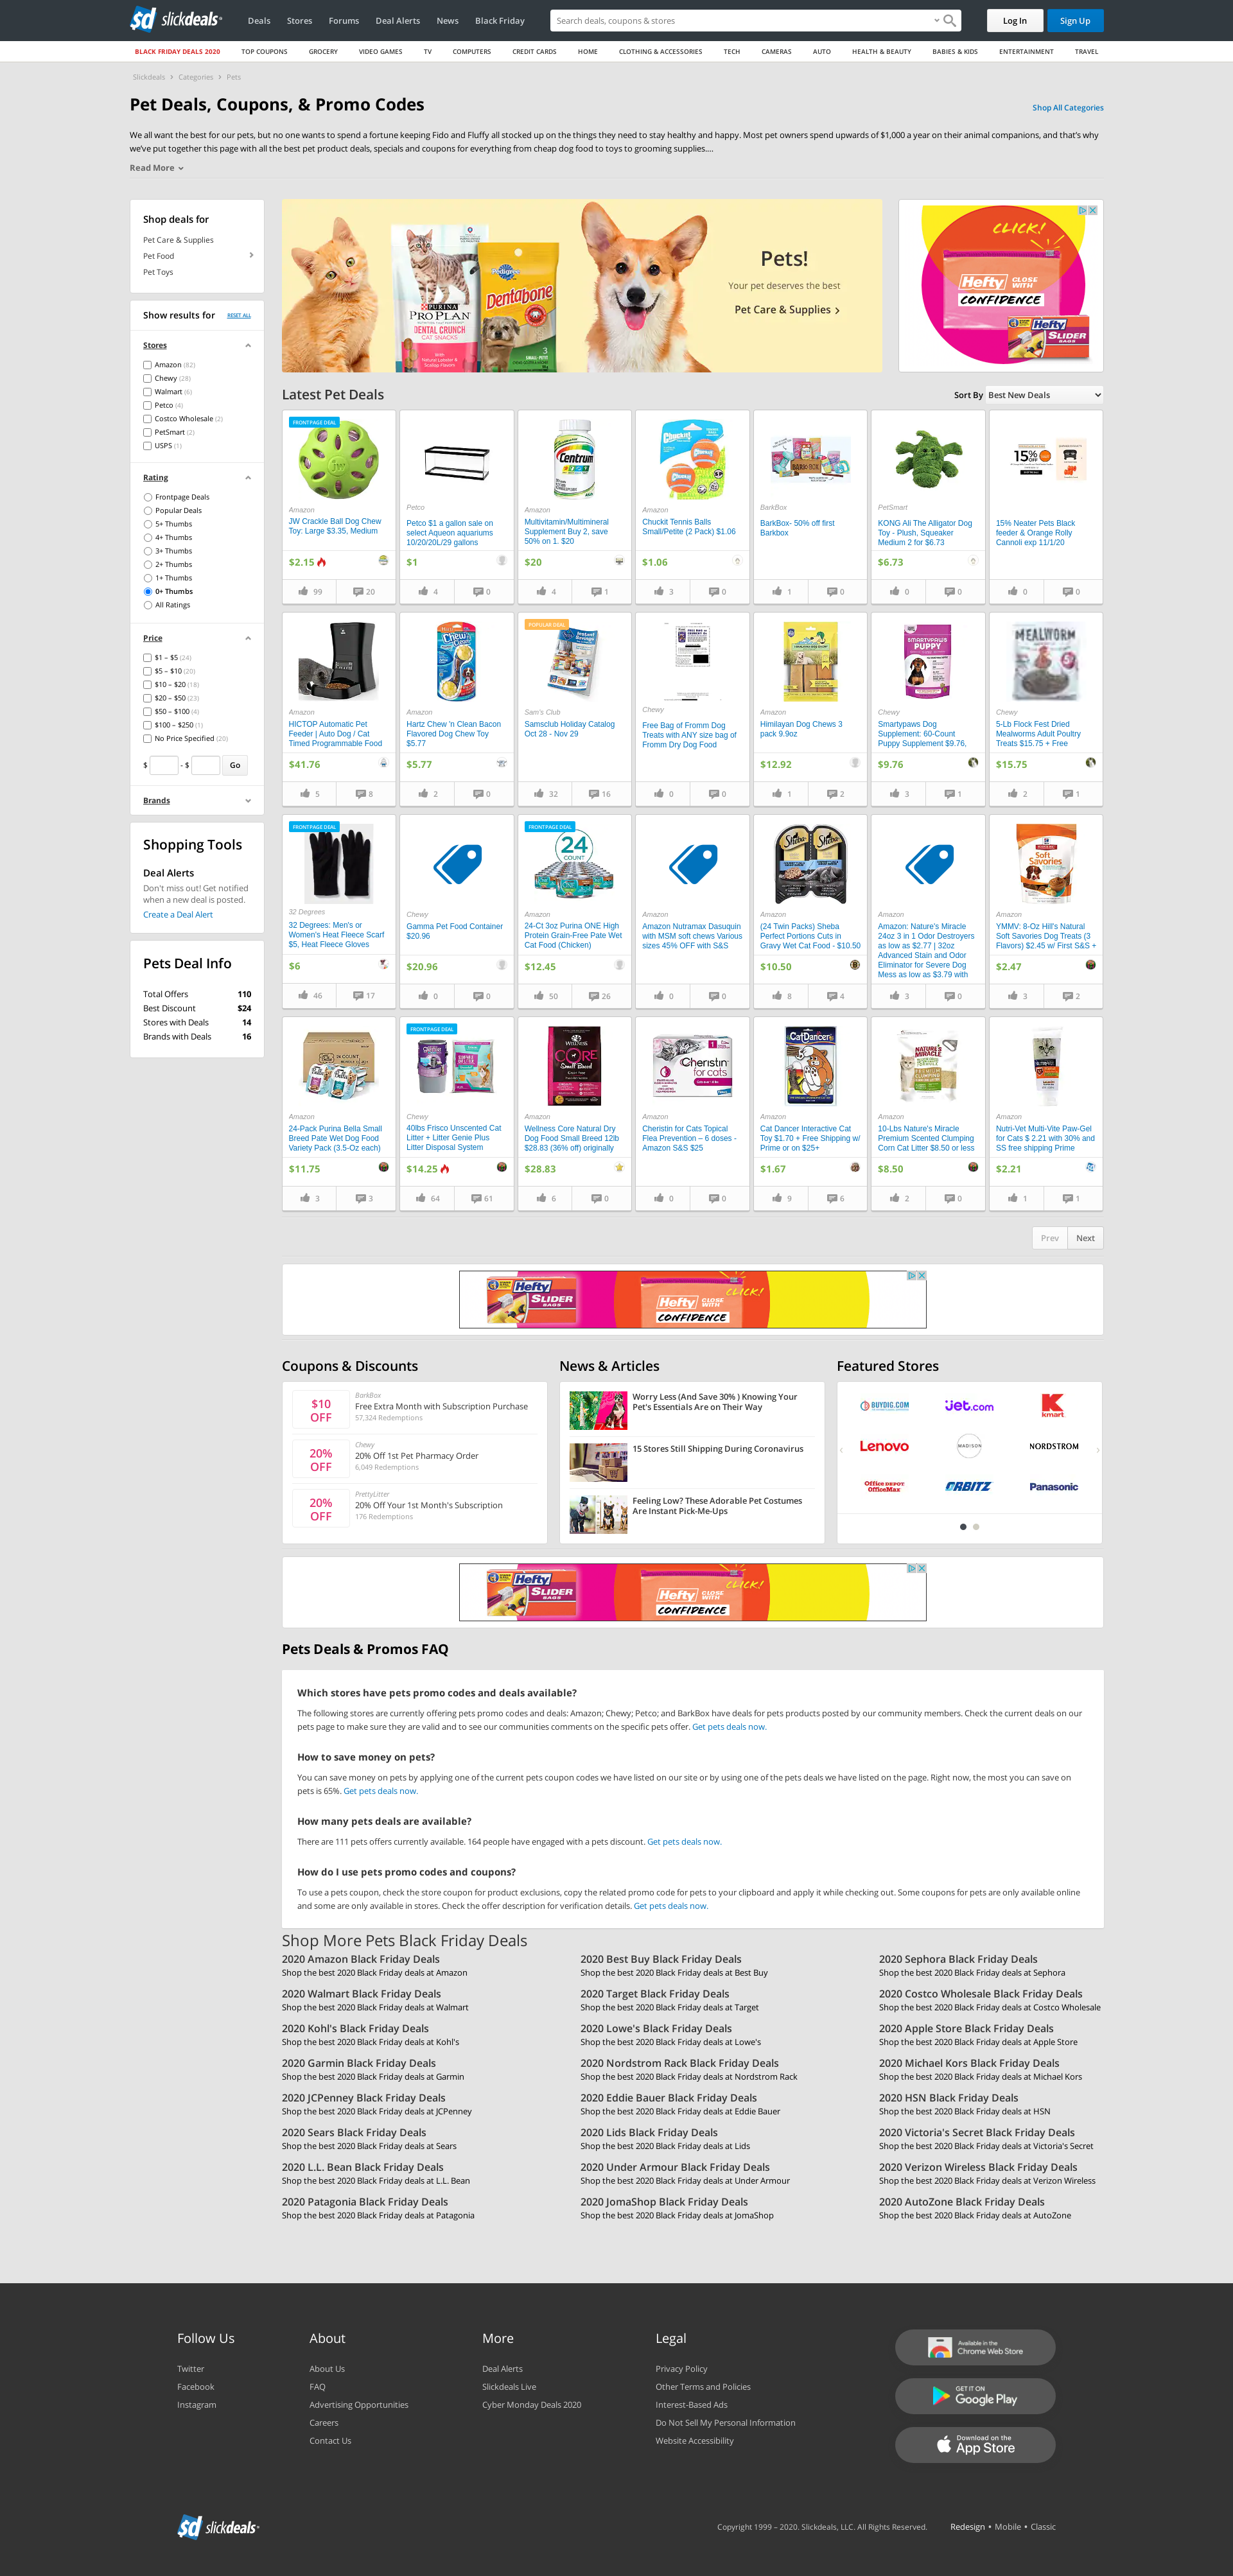 slickdeals
Deals
Stores
Forums
Deal Alerts
News
Black Friday
Search deals, coupons & stores
Log In
Sign Up
BLACK FRIDAY DEALS 2020
TOP COUPONS
GROCERY
VIDEO GAMES
TV
COMPUTERS
CREDIT CARDS
HOME
CLOTHING & ACCESSORIES
TECH
CAMERAS
AUTO
HEALTH & BEAUTY
BABIES & KIDS
ENTERTAINMENT
TRAVEL
Slickdeals > Categories > Pets
Pet Deals, Coupons, & Promo Codes
Shop All Categories
We all want the best for our pets, but no one wants to spend a fortune keeping Fido and Fluffy all stocked up on the things they need to stay healthy and happy. Most pet owners spend upwards of $1,000 a year on their animal companions, and that's why
we've put together this page with all the best pet product deals, specials and coupons for everything from cheap dog food to toys to grooming supplies....
Read More
Shop deals for
Pet Care & Supplies
Pet Food
Pet Toys
Show results for
RESET ALL
Stores
Amazon (82)
Chewy (28)
Walmart (6)
Petco (4)
Costco Wholesale (2)
PetSmart (2)
USPS (1)
Rating
Frontpage Deals
Popular Deals
5+ Thumbs
4+ Thumbs
3+ Thumbs
2+ Thumbs
1+ Thumbs
0+ Thumbs
All Ratings
Price
$1 – $5 (24)
$5 – $10 (20)
$10 – $20 (18)
$20 – $50 (23)
$50 – $100 (4)
$100 – $250 (1)
No Price Specified (20)
$ - $ Go
Brands
Shopping Tools
Deal Alerts
Don't miss out! Get notified
when a new deal is posted.
Create a Deal Alert
Pets Deal Info
Total Offers 110
Best Discount $24
Stores with Deals 14
Brands with Deals 16
PURINA
PRO PLAN
DENTAL CRUNCH
CAT SNACKS
Pedigree
Dentabone
Pets!
Your pet deserves the best
Pet Care & Supplies
CLICK!
Hefty
CLOSE WITH
CONFIDENCE
Hefty
SLIDER
BAGS
Latest Pet Deals
Sort By Best New Deals
FRONTPAGE DEAL
Amazon
JW Crackle Ball Dog Chew
Toy: Large $3.35, Medium
$2.15
99
20
Petco
Petco $1 a gallon sale on
select Aqueon aquariums
10/20/20L/29 gallons
$1
4
0
Centrum
Amazon
Multivitamin/Multimineral
Supplement Buy 2, save
50% on 1. $20
$20
4
1
Chuckit!
Amazon
Chuckit Tennis Balls
Small/Petite (2 Pack) $1.06
$1.06
3
0
BarkBox
BarkBox- 50% off first
Barkbox
1
0
PetSmart
KONG Ali The Alligator Dog
Toy - Plush, Squeaker
Medium 2 for $6.73
$6.73
0
0
15%
15% Neater Pets Black
feeder & Orange Rolly
Cannoli exp 11/1/20
0
0
Amazon
HICTOP Automatic Pet
Feeder | Auto Dog / Cat
Timed Programmable Food
$41.76
5
8
Amazon
Hartz Chew 'n Clean Bacon
Flavored Dog Chew Toy
$5.77
$5.77
2
0
POPULAR DEAL
Instant Savings
Sam's Club
Samsclub Holiday Catalog
Oct 28 - Nov 29
32
16
Chewy
Free Bag of Fromm Dog
Treats with ANY size bag of
Fromm Dry Dog Food
0
0
Amazon
Himilayan Dog Chews 3
pack 9.9oz
$12.92
1
2
SMARTYPAWS
PUPPY
Chewy
Smartypaws Dog
Supplement: 60-Count
Puppy Supplement $9.76,
$9.76
3
1
MEALWORM
Chewy
5-Lb Flock Fest Dried
Mealworms Adult Poultry
Treats $15.75 + Free
$15.75
2
1
FRONTPAGE DEAL
32 Degrees
32 Degrees: Men's or
Women's Heat Fleece Scarf
$5, Heat Fleece Gloves
$6
46
17
Chewy
Gamma Pet Food Container
$20.96
$20.96
0
0
FRONTPAGE DEAL
24
COUNT
Amazon
24-Ct 3oz Purina ONE High
Protein Grain-Free Pate Wet
Cat Food (Chicken)
$12.45
50
26
Amazon
Amazon Nutramax Dasuquin
with MSM soft chews Various
sizes 45% OFF with S&S
0
0
Sheba
Sheba
Amazon
(24 Twin Packs) Sheba
Perfect Portions Cuts in
Gravy Wet Cat Food - $10.50
$10.50
8
4
Amazon
Amazon: Nature's Miracle
24oz 3 in 1 Odor Destroyers
as low as $2.77 | 32oz
Advanced Stain and Odor
Eliminator for Severe Dog
Mess as low as $3.79 with
3
0
Soft
Savories
Amazon
YMMV: 8-Oz Hill's Natural
Soft Savories Dog Treats (3
Flavors) $2.45 w/ First S&S +
$2.47
3
2
Amazon
24-Pack Purina Bella Small
Breed Pate Wet Dog Food
Variety Pack (3.5-Oz each)
$11.75
3
3
FRONTPAGE DEAL
Chewy
40lbs Frisco Unscented Cat
Litter + Litter Genie Plus
Litter Disposal System
$14.25
64
61
WELLNESS
CORE
Small Breed
Amazon
Wellness Core Natural Dry
Dog Food Small Breed 12lb
$28.83 (36% off) originally
$28.83
6
0
Cheristin
for cats
Amazon
Cheristin for Cats Topical
Flea Prevention – 6 doses -
Amazon S&S $25
0
0
CatDancer
Amazon
Cat Dancer Interactive Cat
Toy $1.70 + Free Shipping w/
Prime or on $25+
$1.67
9
6
NATURE'S
MIRACLE
Amazon
10-Lbs Nature's Miracle
Premium Scented Clumping
Corn Cat Litter $8.50 or less
$8.50
2
0
Amazon
Nutri-Vet Multi-Vite Paw-Gel
for Cats $ 2.21 with 30% and
SS free shipping Prime
$2.21
1
1
Prev
Next
Hefty
SLIDER
BAGS
Hefty
CLOSE WITH
CONFIDENCE
CLICK!
Coupons & Discounts
$10
OFF
BarkBox
Free Extra Month with Subscription Purchase
57,324 Redemptions
20%
OFF
Chewy
20% Off 1st Pet Pharmacy Order
6,049 Redemptions
20%
OFF
PrettyLitter
20% Off Your 1st Month's Subscription
176 Redemptions
News & Articles
Worry Less (And Save 30% ) Knowing Your
Pet's Essentials Are on Their Way
15 Stores Still Shipping During Coronavirus
Feeling Low? These Adorable Pet Costumes
Are Instant Pick-Me-Ups
Featured Stores
BUYDIG.COM
Jet.com
kmart
Lenovo
MADISON
NORDSTROM
Office DEPOT
OfficeMax
ORBITZ
Panasonic
Hefty
SLIDER
BAGS
Hefty
CLOSE WITH
CONFIDENCE
CLICK!
Pets Deals & Promos FAQ
Which stores have pets promo codes and deals available?
The following stores are currently offering pets promo codes and deals: Amazon; Chewy; Petco; and BarkBox have deals for pets products posted by our community members. Check the current deals on our
pets page to make sure they are valid and to see our communities comments on the specific pets offer. Get pets deals now.
How to save money on pets?
You can save money on pets by applying one of the current pets coupon codes we have listed on our site or by using one of the pets deals we have listed on the page. Right now, the most you can save on
pets is 65%. Get pets deals now.
How many pets deals are available?
There are 111 pets offers currently available. 164 people have engaged with a pets discount. Get pets deals now.
How do I use pets promo codes and coupons?
To use a pets coupon, check the store coupon for product exclusions, copy the related promo code for pets to your clipboard and apply it while checking out. Some coupons for pets are only available online
and some are only available in stores. Check the offer description for verification details. Get pets deals now.
Shop More Pets Black Friday Deals
2020 Amazon Black Friday Deals
Shop the best 2020 Black Friday deals at Amazon
2020 Best Buy Black Friday Deals
Shop the best 2020 Black Friday deals at Best Buy
2020 Sephora Black Friday Deals
Shop the best 2020 Black Friday deals at Sephora
2020 Walmart Black Friday Deals
Shop the best 2020 Black Friday deals at Walmart
2020 Target Black Friday Deals
Shop the best 2020 Black Friday deals at Target
2020 Costco Wholesale Black Friday Deals
Shop the best 2020 Black Friday deals at Costco Wholesale
2020 Kohl's Black Friday Deals
Shop the best 2020 Black Friday deals at Kohl's
2020 Lowe's Black Friday Deals
Shop the best 2020 Black Friday deals at Lowe's
2020 Apple Store Black Friday Deals
Shop the best 2020 Black Friday deals at Apple Store
2020 Garmin Black Friday Deals
Shop the best 2020 Black Friday deals at Garmin
2020 Nordstrom Rack Black Friday Deals
Shop the best 2020 Black Friday deals at Nordstrom Rack
2020 Michael Kors Black Friday Deals
Shop the best 2020 Black Friday deals at Michael Kors
2020 JCPenney Black Friday Deals
Shop the best 2020 Black Friday deals at JCPenney
2020 Eddie Bauer Black Friday Deals
Shop the best 2020 Black Friday deals at Eddie Bauer
2020 HSN Black Friday Deals
Shop the best 2020 Black Friday deals at HSN
2020 Sears Black Friday Deals
Shop the best 2020 Black Friday deals at Sears
2020 Lids Black Friday Deals
Shop the best 2020 Black Friday deals at Lids
2020 Victoria's Secret Black Friday Deals
Shop the best 2020 Black Friday deals at Victoria's Secret
2020 L.L. Bean Black Friday Deals
Shop the best 2020 Black Friday deals at L.L. Bean
2020 Under Armour Black Friday Deals
Shop the best 2020 Black Friday deals at Under Armour
2020 Verizon Wireless Black Friday Deals
Shop the best 2020 Black Friday deals at Verizon Wireless
2020 Patagonia Black Friday Deals
Shop the best 2020 Black Friday deals at Patagonia
2020 JomaShop Black Friday Deals
Shop the best 2020 Black Friday deals at JomaShop
2020 AutoZone Black Friday Deals
Shop the best 2020 Black Friday deals at AutoZone
Follow Us
Twitter
Facebook
Instagram
About
About Us
FAQ
Advertising Opportunities
Careers
Contact Us
More
Deal Alerts
Slickdeals Live
Cyber Monday Deals 2020
Legal
Privacy Policy
Other Terms and Policies
Interest-Based Ads
Do Not Sell My Personal Information
Website Accessibility
Available in the
Chrome Web Store
GET IT ON
Google Play
Download on the
App Store
slickdeals
Copyright 1999 – 2020. Slickdeals, LLC. All Rights Reserved.
Redesign • Mobile • Classic